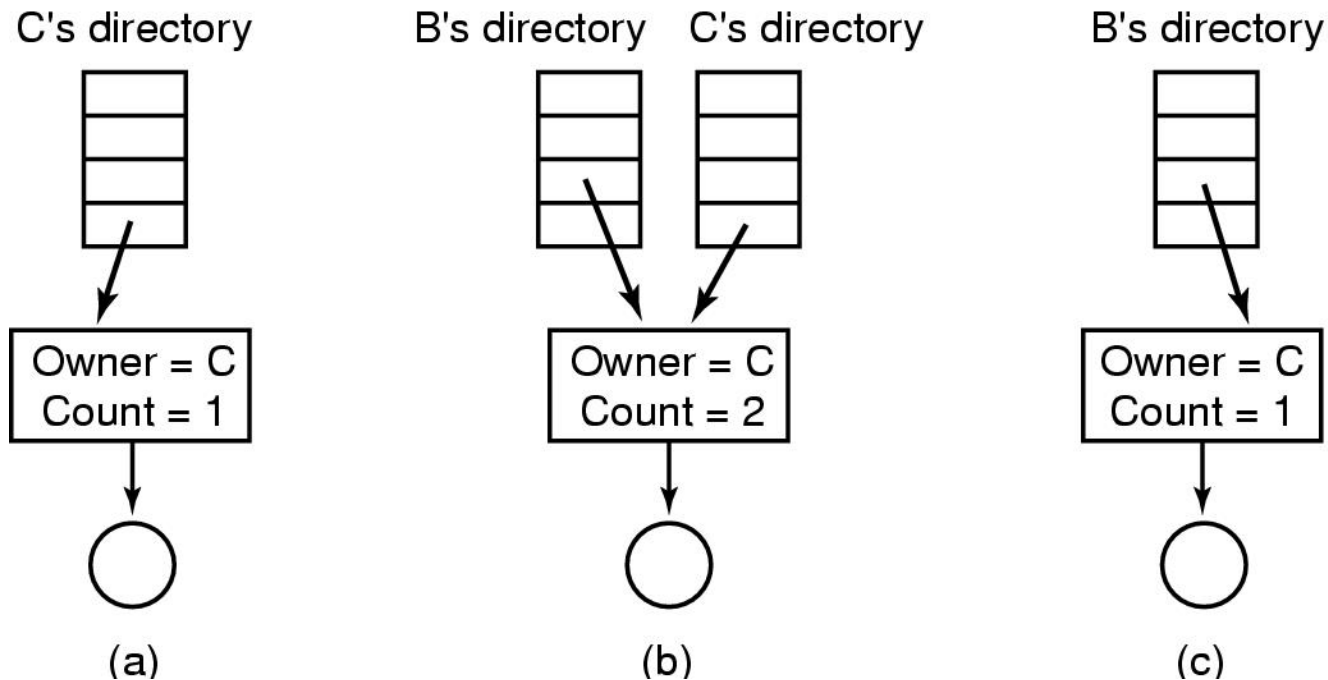 C's directory
B's directory
C's directory
B's directory
Owner = C
Count = 1
Owner = C
Count = 2
Owner = C
Count = 1
(a)
(b)
(c)